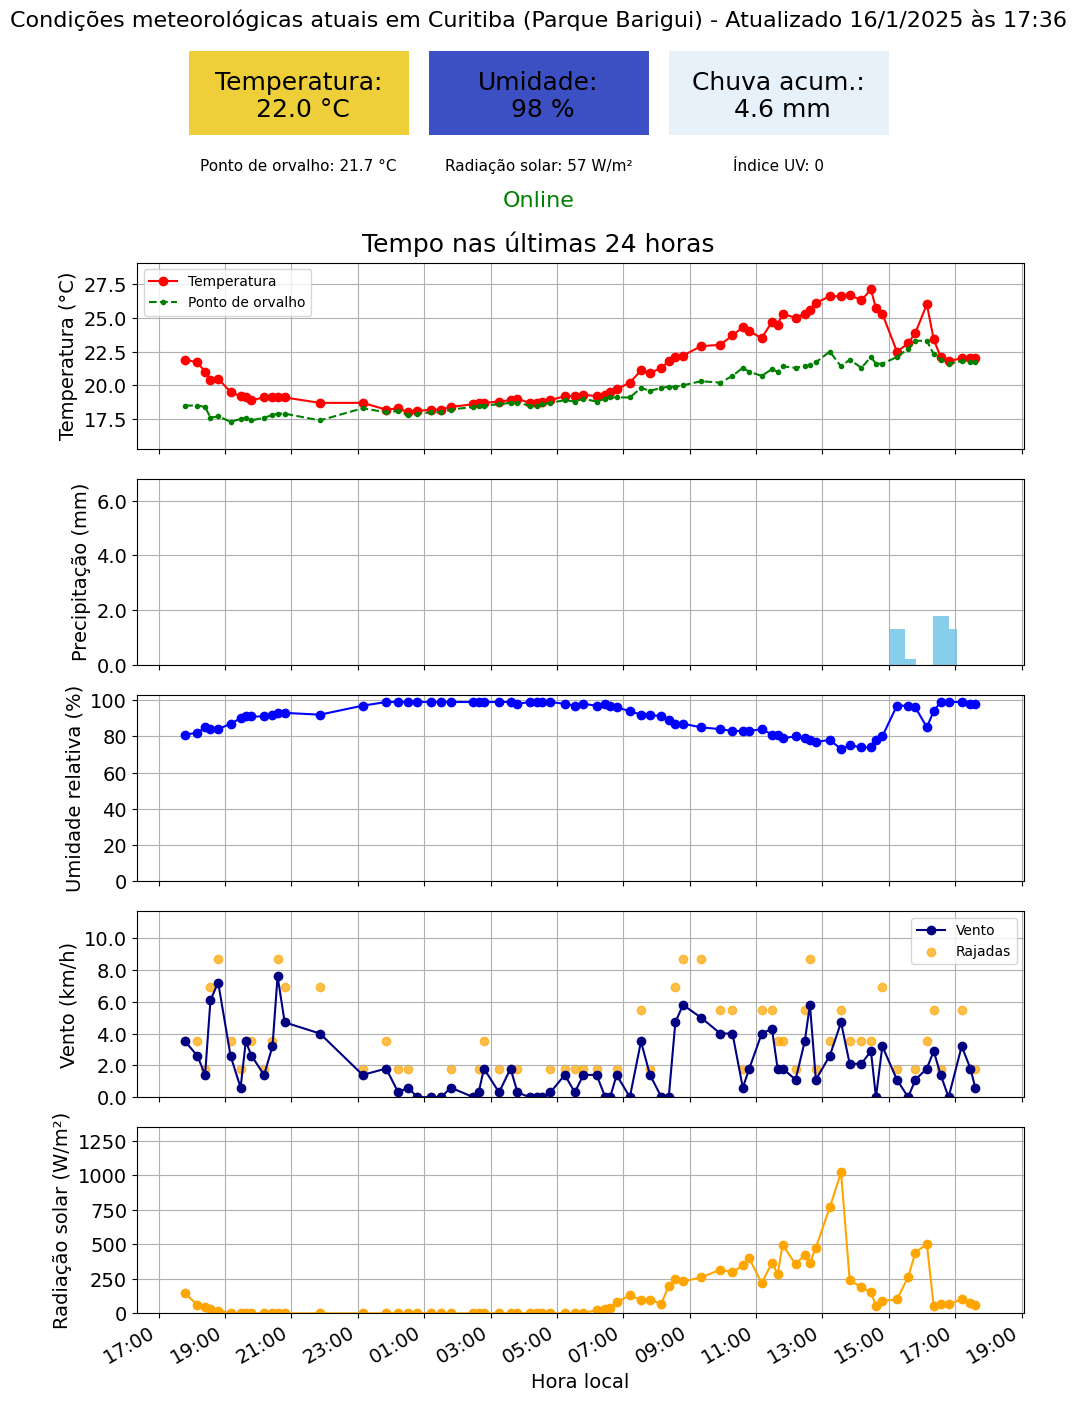 Condições meteorológicas atuais em Curitiba (Parque Barigui) - Atualizado 16/1/2025 às 17:36
Temperatura:
22.0 °C
Umidade:
98 %
Chuva acum.:
4.6 mm
Ponto de orvalho: 21.7 °C
Radiação solar: 57 W/m²
Índice UV: 0
Online
Tempo nas últimas 24 horas
Temperatura (°C)
27.5
25.0
22.5
20.0
17.5
Temperatura
Ponto de orvalho
Precipitação (mm)
6.0
4.0
2.0
0.0
Umidade relativa (%)
100
80
60
40
20
0
Vento (km/h)
10.0
8.0
6.0
4.0
2.0
0.0
Vento
Rajadas
Radiação solar (W/m²)
1250
1000
750
500
250
0
17:00
19:00
21:00
23:00
01:00
03:00
05:00
07:00
09:00
11:00
13:00
15:00
17:00
19:00
Hora local